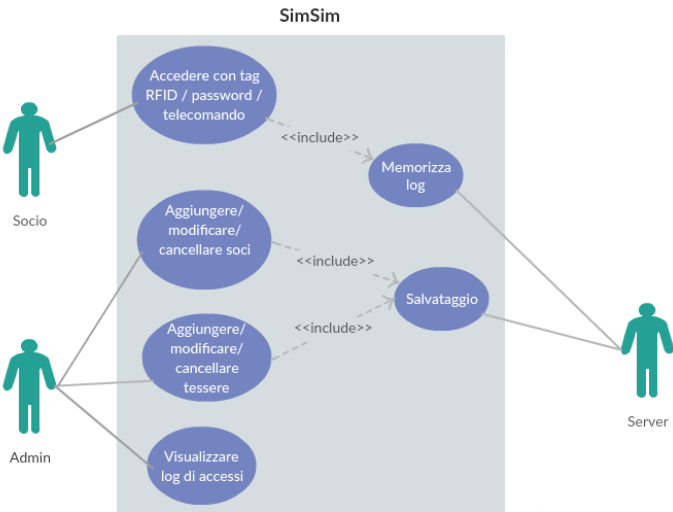 SimSim
Accedere con tag
RFID / password /
telecomando
<<include>>
Memorizza
log
Socio
Aggiungere/
modificare/
cancellare soci
<<include>>
Salvataggio
<<include>>
Aggiungere/
modificare/
cancellare
tessere
Server
Admin
Visualizzare
log di accessi